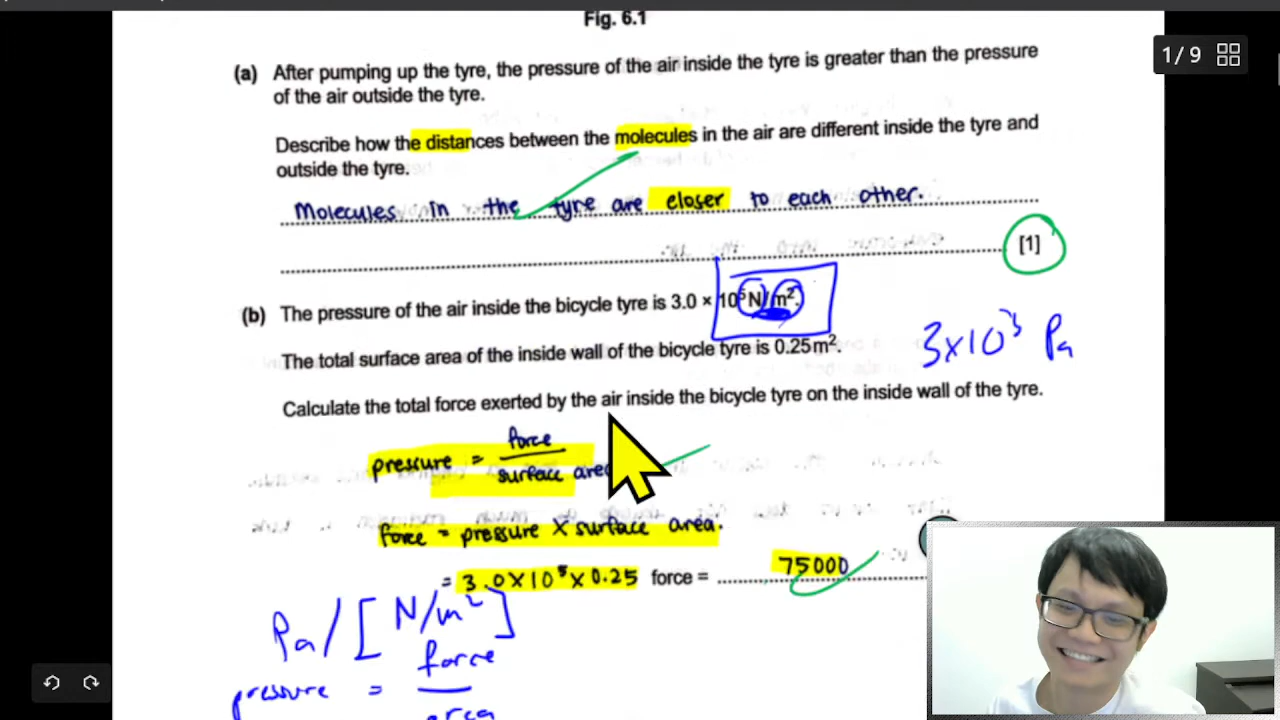 Fig. 6.1
1 / 9
(a) After pumping up the tyre, the pressure of the air inside the tyre is greater than the pressure
of the air outside the tyre.
Describe how the distances between the molecules in the air are different inside the tyre and
outside the tyre.
Molecules in the tyre are closer to each other.
[1]
(b) The pressure of the air inside the bicycle tyre is 3.0 × 10⁵ N/m².
The total surface area of the inside wall of the bicycle tyre is 0.25 m².
3×10⁵ Pa
Calculate the total force exerted by the air inside the bicycle tyre on the inside wall of the tyre.
pressure = force / surface area
force = pressure × surface area.
= 3.0×10⁵×0.25 force = 75000
Pa/[N/m²]
pressure = force / area